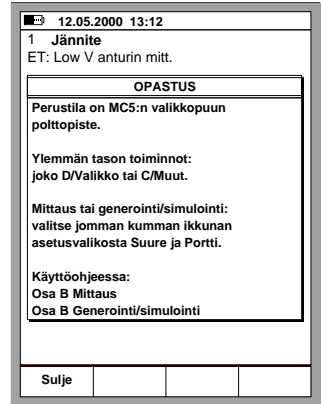 12.05.2000 13:12
1 Jännite
ET: Low V anturin mitt.
OPASTUS
Perustila on MC5:n valikkopuun
polttopiste.
Ylemmän tason toiminnot:
joko D/Valikko tai C/Muut.
Mittaus tai generointi/simulointi:
valitse jomman kumman ikkunan
asetusvalikosta Suure ja Portti.
Käyttöohjeessa:
Osa B Mittaus
Osa B Generointi/simulointi
Sulje